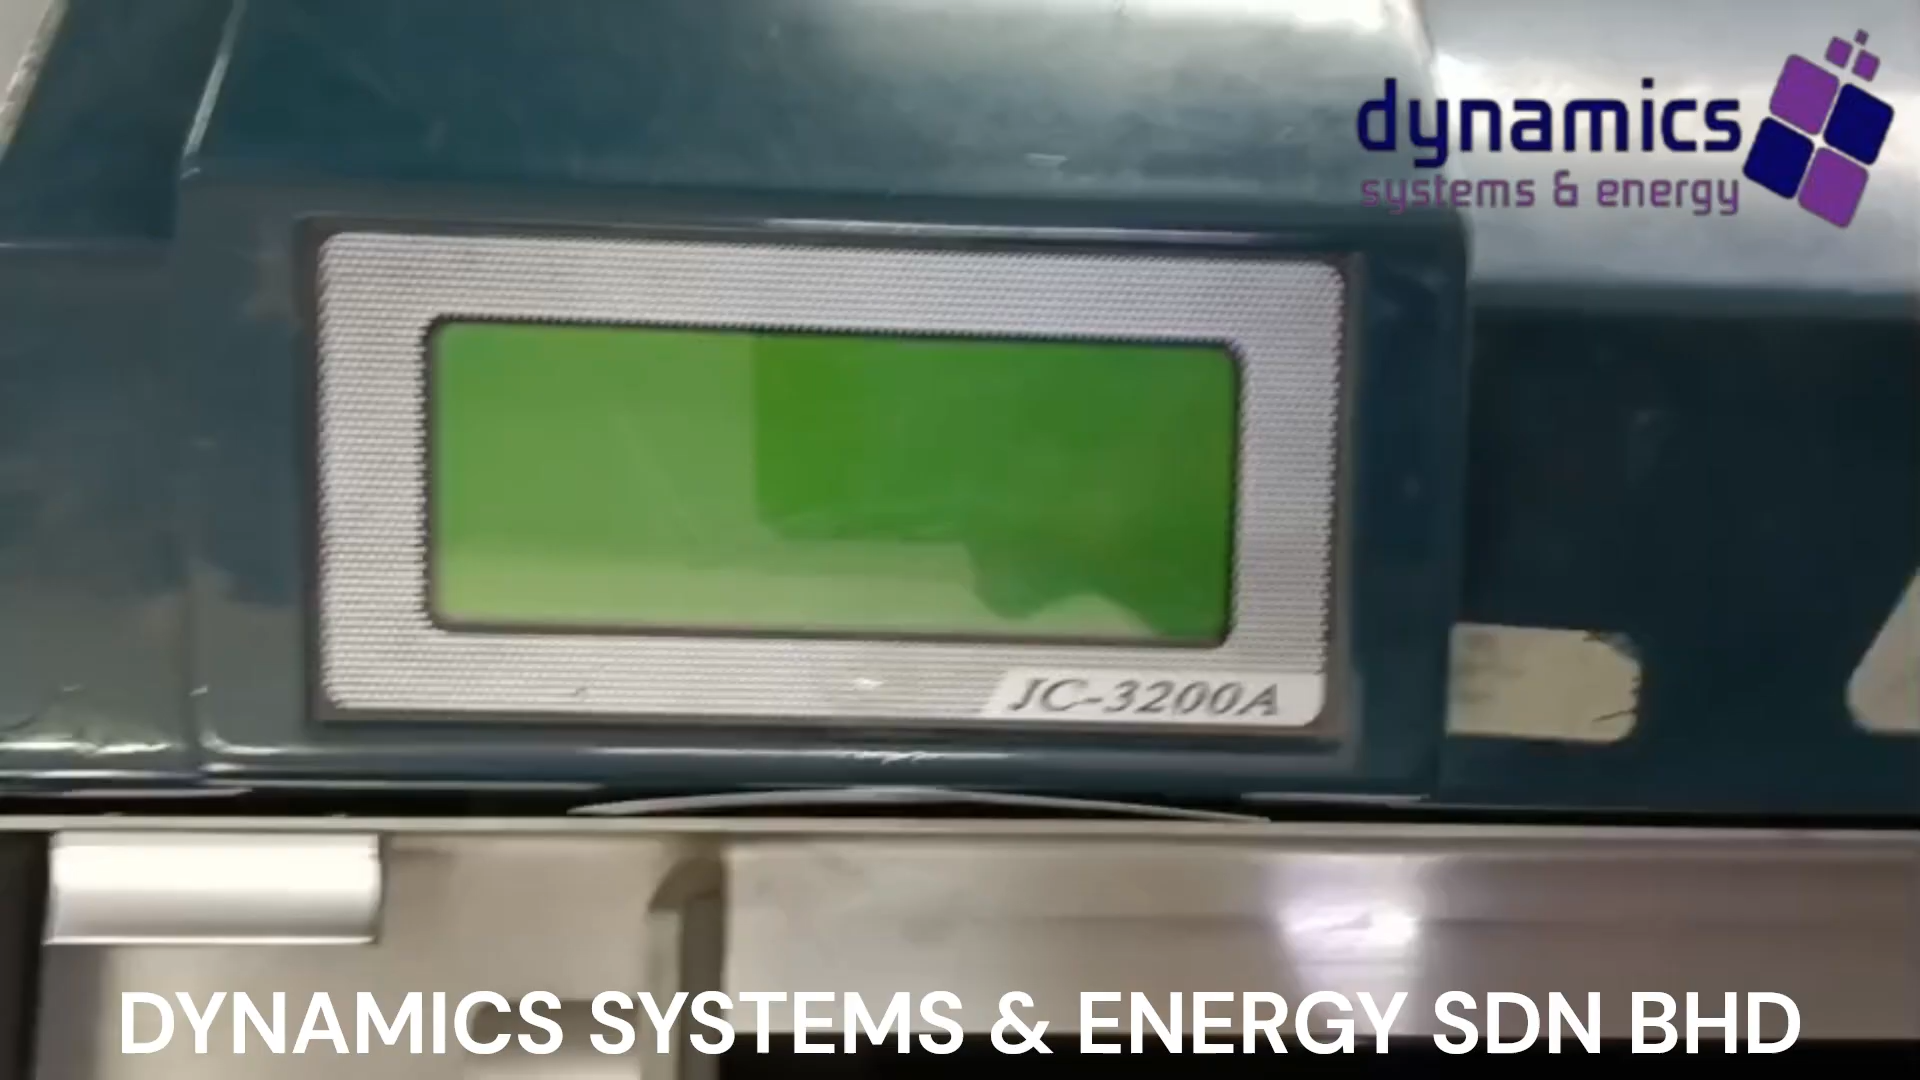 dynamics
systems & energy
JC-3200A
DYNAMICS SYSTEMS & ENERGY SDN BHD